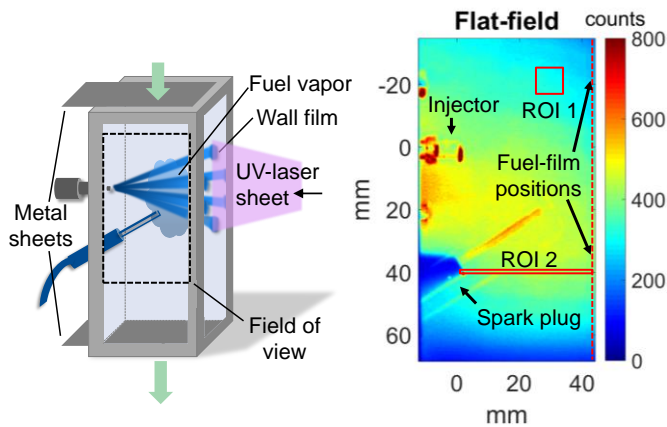 Fuel vapor
Wall film
UV-laser
sheet
Metal
sheets
Field of
view
Flat-field
counts
800
600
400
200
0
-20
0
20
40
60
mm
0
20
40
mm
ROI 1
Injector
Fuel-film
positions
ROI 2
Spark plug